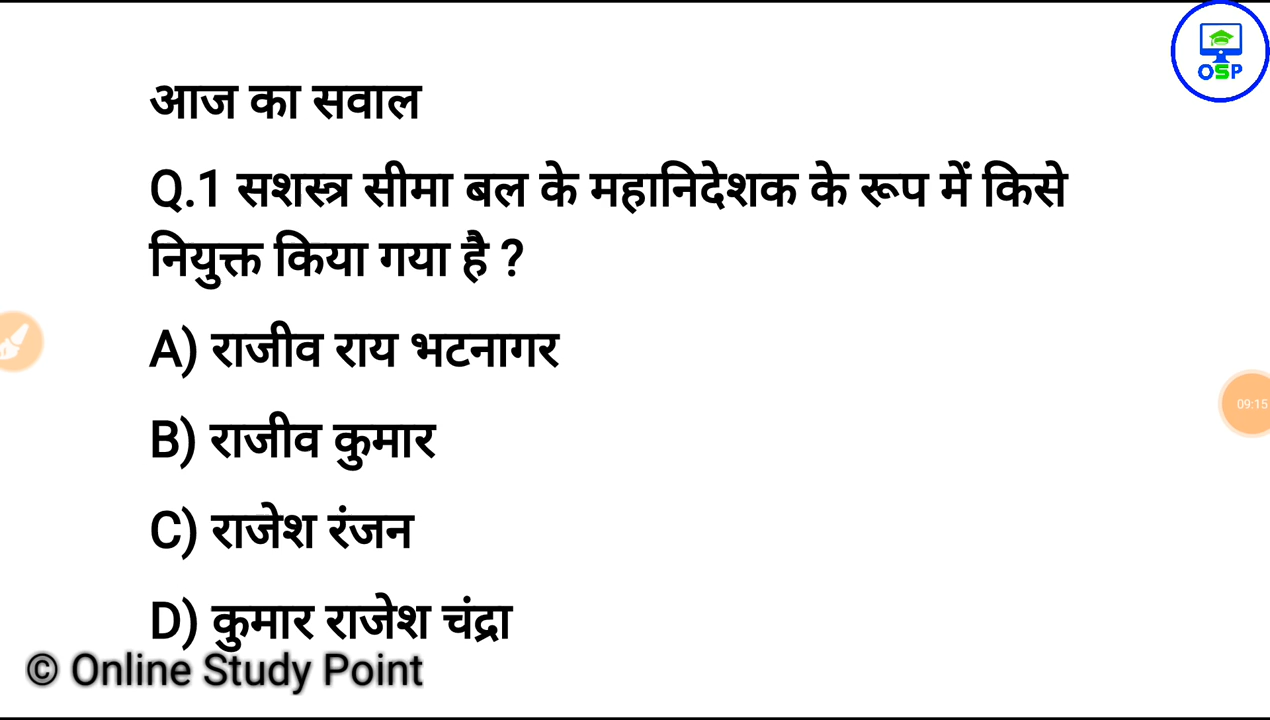 OSP
आज का सवाल
Q.1 सशस्त्र सीमा बल के महानिदेशक के रूप में किसे
नियुक्त किया गया है ?
A) राजीव राय भटनागर
09:15
B) राजीव कुमार
C) राजेश रंजन
D) कुमार राजेश चंद्रा
© Online Study Point